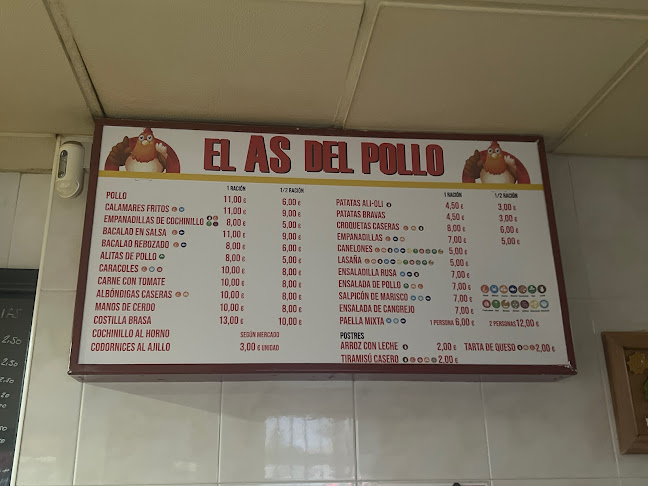 EL AS DEL POLLO
1 RACIÓN 1/2 RACIÓN
POLLO 11,00 € 6,00 €
CALAMARES FRITOS 11,00 € 9,00 €
EMPANADILLAS DE COCHINILLO 8,00 € 5,00 €
BACALAO EN SALSA 11,00 € 9,00 €
BACALAO REBOZADO 8,00 € 6,00 €
ALITAS DE POLLO 8,00 € 5,00 €
CARACOLES 10,00 € 8,00 €
CARNE CON TOMATE 10,00 € 8,00 €
ALBÓNDIGAS CASERAS 10,00 € 8,00 €
MANOS DE CERDO 10,00 € 8,00 €
COSTILLA BRASA 13,00 € 10,00 €
COCHINILLO AL HORNO SEGÚN MERCADO
CODORNICES AL AJILLO 3,00 € UNIDAD
1 RACIÓN 1/2 RACIÓN
PATATAS ALI-OLI 4,50 € 3,00 €
PATATAS BRAVAS 4,50 € 3,00 €
CROQUETAS CASERAS 8,00 € 6,00 €
EMPANADILLAS 7,00 € 5,00 €
CANELONES 5,00 €
LASAÑA 5,00 €
ENSALADILLA RUSA 7,00 €
ENSALADA DE POLLO 7,00 €
SALPICÓN DE MARISCO 7,00 €
ENSALADA DE CANGREJO 7,00 €
PAELLA MIXTA 1 PERSONA 6,00 € 2 PERSONAS 12,00 €
POSTRES
ARROZ CON LECHE 2,00 € TARTA DE QUESO 2,00 €
TIRAMISÚ CASERO 2,00 €